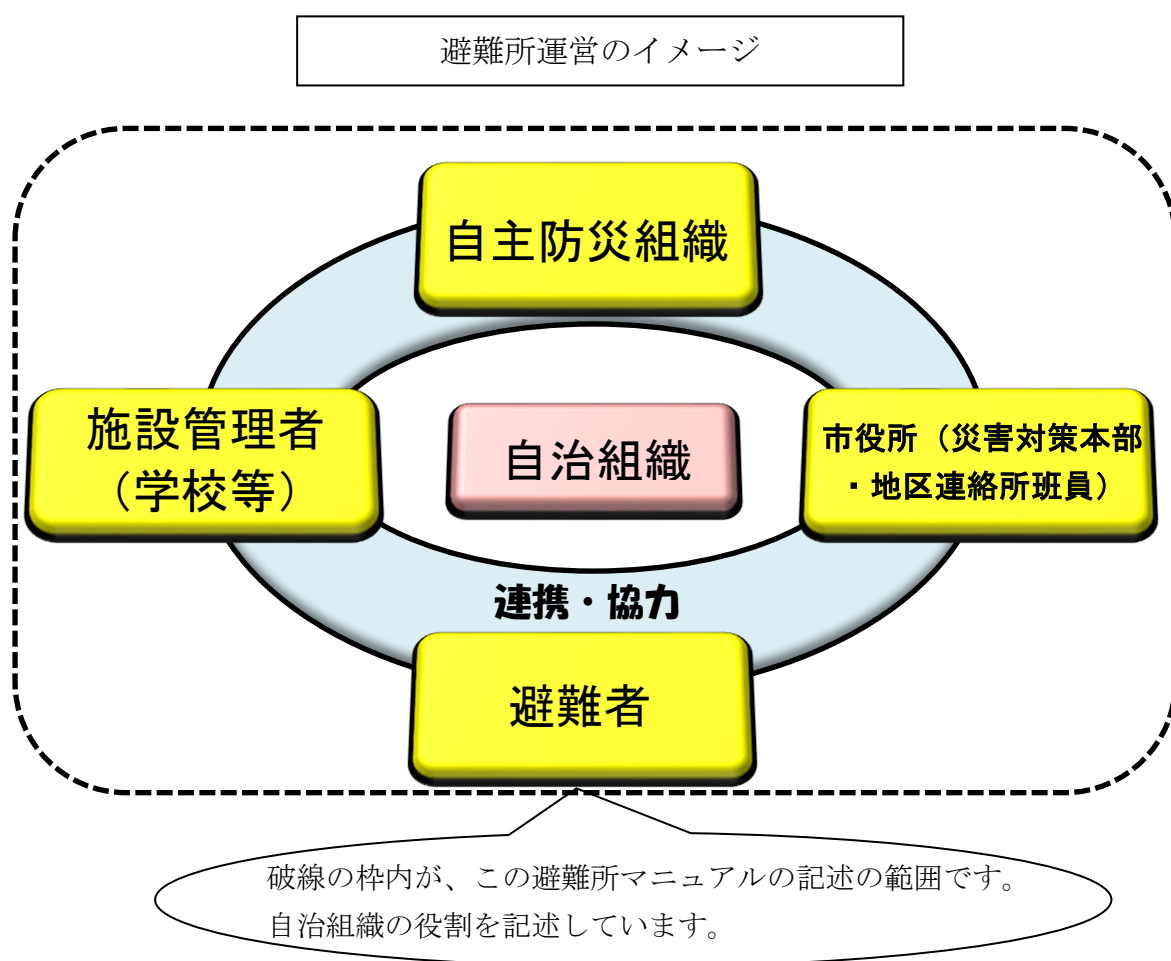 避難所運営のイメージ
自主防災組織
施設管理者
（学校等）
自治組織
市役所（災害対策本部
・地区連絡所班員）
連携・協力
避難者
破線の枠内が、この避難所マニュアルの記述の範囲です。
自治組織の役割を記述しています。